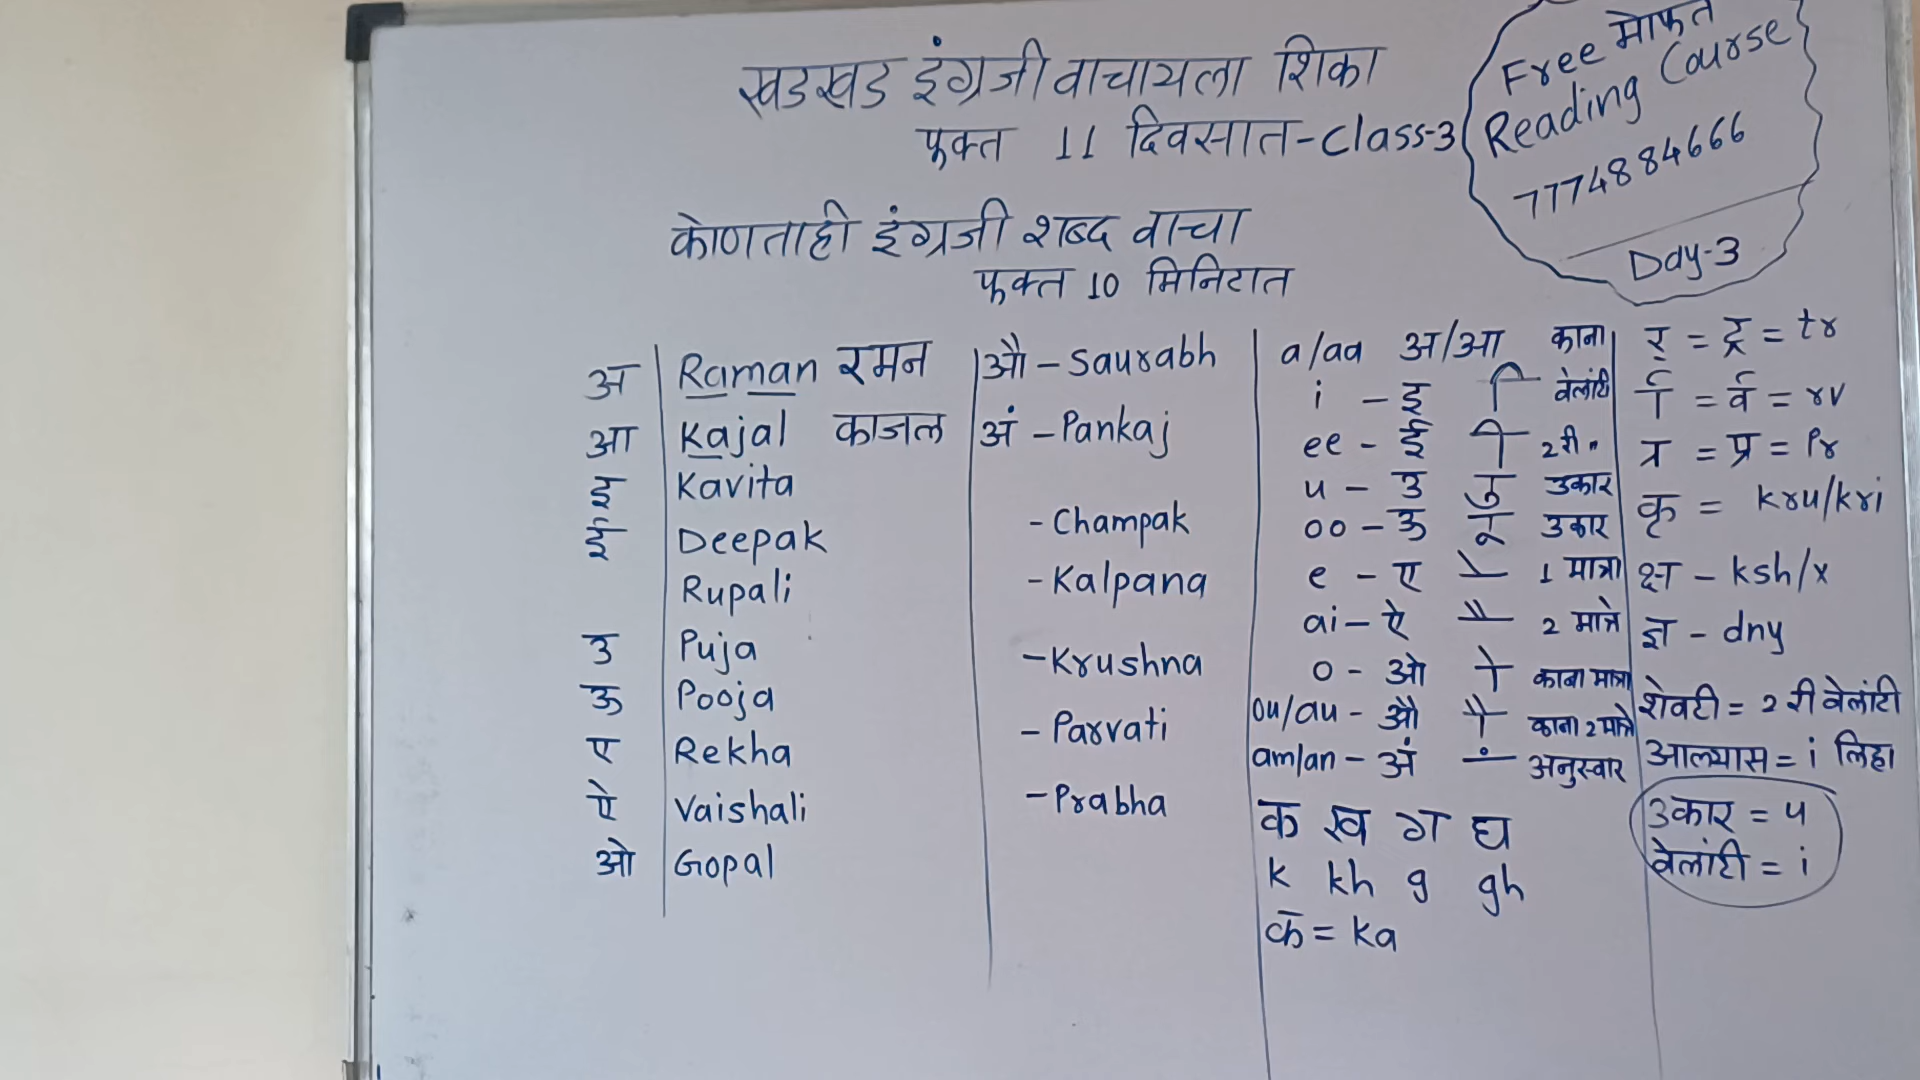 खडखड इंग्रजी वाचायला शिका
फक्त 11 दिवसात-Class-3
Free मोफत
Reading Course
7774884666
Day-3
कोणताही इंग्रजी शब्द वाचा
फक्त 10 मिनिटात
अ Raman रमन
आ Kajal काजल
इ Kavita
ई Deepak
Rupali
उ Puja
ऊ Pooja
ए Rekha
ऐ Vaishali
ओ Gopal
औ - Saurabh
अं - Pankaj
- Champak
- Kalpana
- Krushna
- Parvati
- Prabha
a/aa अ/आ काना
i - इ ि वेलांटी
ee - ई ी 2री "
u - उ ु उकार
oo - ऊ ू उकार
e - ए े 1 मात्रा
ai - ऐ ै 2 मात्रे
o - ओ ो काना मात्रा
ou/au - औ ौ काना 2 मात्रे
am/an - अं ं अनुस्वार
क ख ग घ
k kh g gh
क = ka
= ट्र = tr
= र्व = rv
त्र = प्र = Pr
कृ = kru/kri
क्ष - ksh/x
ज्ञ - dny
शेवटी = 2 री वेलांटी
आल्यास = i लिहा
उकार = u
वेलांटी = i